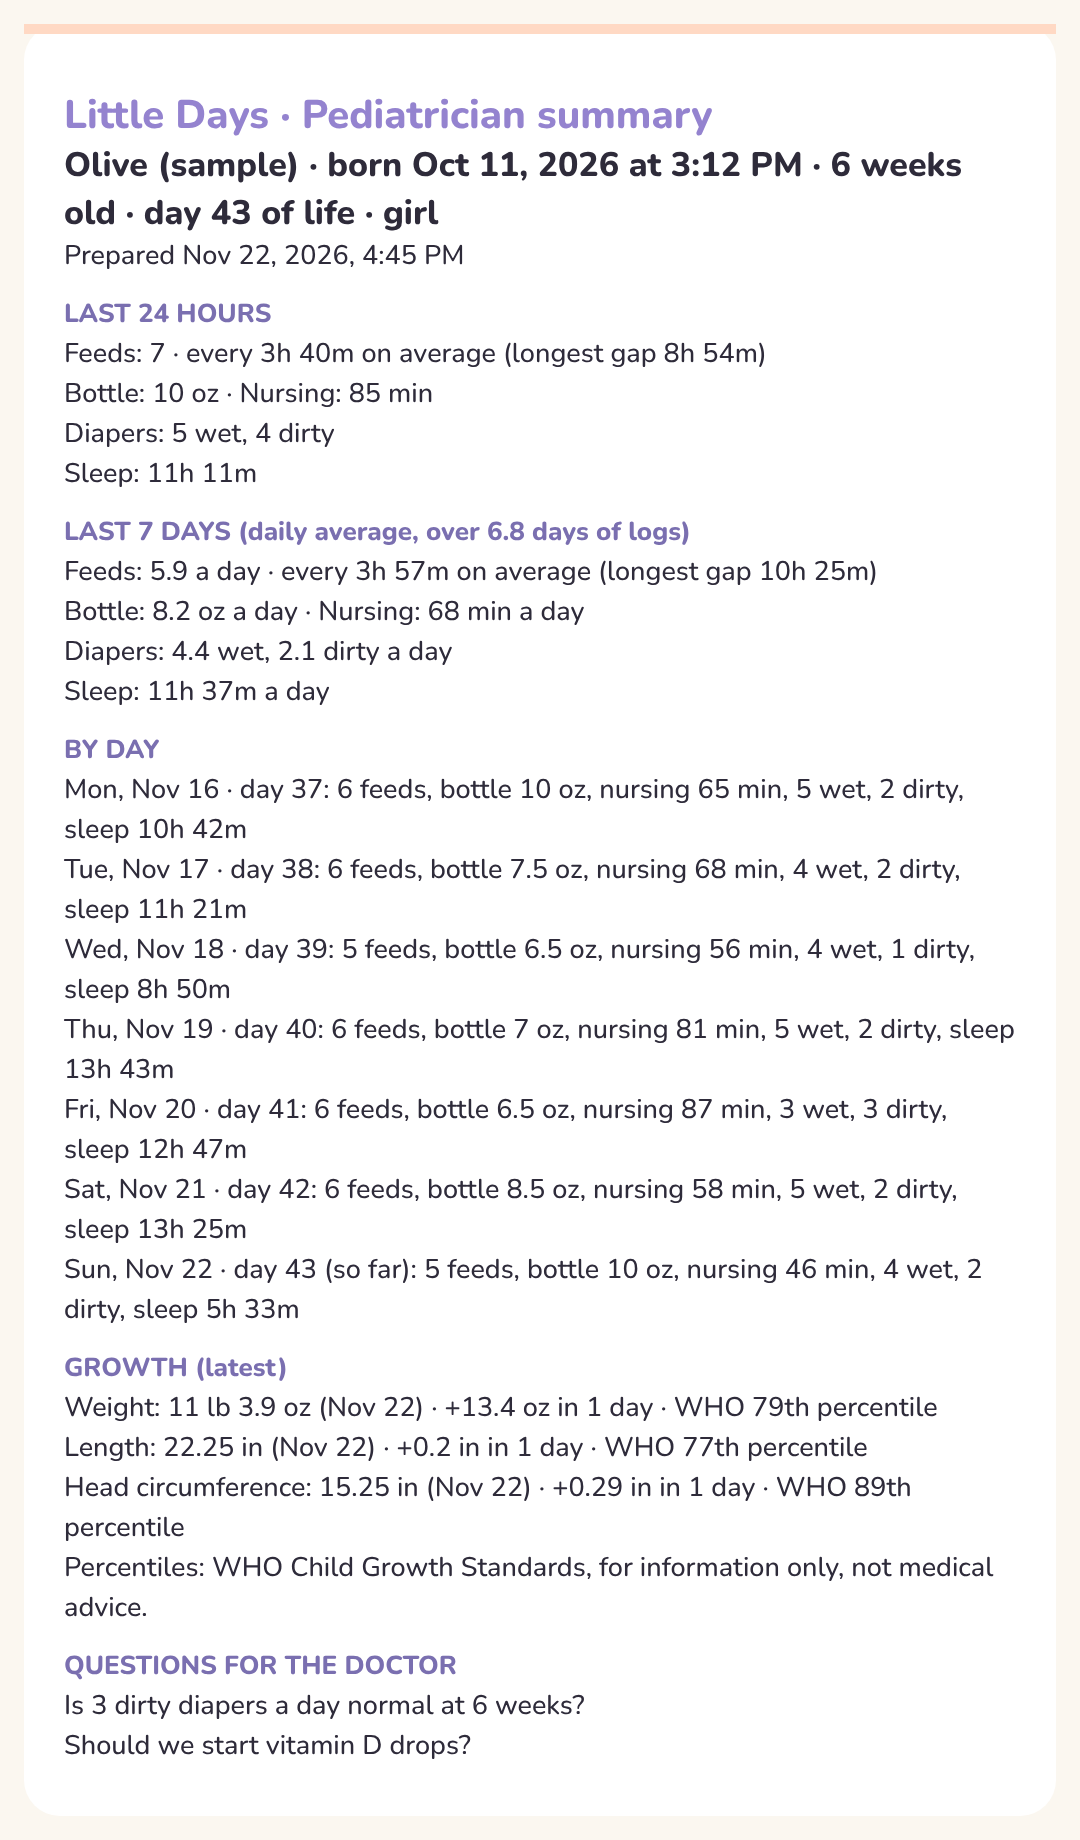 Little Days · Pediatrician summary
Olive (sample) · born Oct 11, 2026 at 3:12 PM · 6 weeks
old · day 43 of life · girl
Prepared Nov 22, 2026, 4:45 PM
LAST 24 HOURS
Feeds: 7 · every 3h 40m on average (longest gap 8h 54m)
Bottle: 10 oz · Nursing: 85 min
Diapers: 5 wet, 4 dirty
Sleep: 11h 11m
LAST 7 DAYS (daily average, over 6.8 days of logs)
Feeds: 5.9 a day · every 3h 57m on average (longest gap 10h 25m)
Bottle: 8.2 oz a day · Nursing: 68 min a day
Diapers: 4.4 wet, 2.1 dirty a day
Sleep: 11h 37m a day
BY DAY
Mon, Nov 16 · day 37: 6 feeds, bottle 10 oz, nursing 65 min, 5 wet, 2 dirty,
sleep 10h 42m
Tue, Nov 17 · day 38: 6 feeds, bottle 7.5 oz, nursing 68 min, 4 wet, 2 dirty,
sleep 11h 21m
Wed, Nov 18 · day 39: 5 feeds, bottle 6.5 oz, nursing 56 min, 4 wet, 1 dirty,
sleep 8h 50m
Thu, Nov 19 · day 40: 6 feeds, bottle 7 oz, nursing 81 min, 5 wet, 2 dirty, sleep
13h 43m
Fri, Nov 20 · day 41: 6 feeds, bottle 6.5 oz, nursing 87 min, 3 wet, 3 dirty,
sleep 12h 47m
Sat, Nov 21 · day 42: 6 feeds, bottle 8.5 oz, nursing 58 min, 5 wet, 2 dirty,
sleep 13h 25m
Sun, Nov 22 · day 43 (so far): 5 feeds, bottle 10 oz, nursing 46 min, 4 wet, 2
dirty, sleep 5h 33m
GROWTH (latest)
Weight: 11 lb 3.9 oz (Nov 22) · +13.4 oz in 1 day · WHO 79th percentile
Length: 22.25 in (Nov 22) · +0.2 in in 1 day · WHO 77th percentile
Head circumference: 15.25 in (Nov 22) · +0.29 in in 1 day · WHO 89th
percentile
Percentiles: WHO Child Growth Standards, for information only, not medical
advice.
QUESTIONS FOR THE DOCTOR
Is 3 dirty diapers a day normal at 6 weeks?
Should we start vitamin D drops?